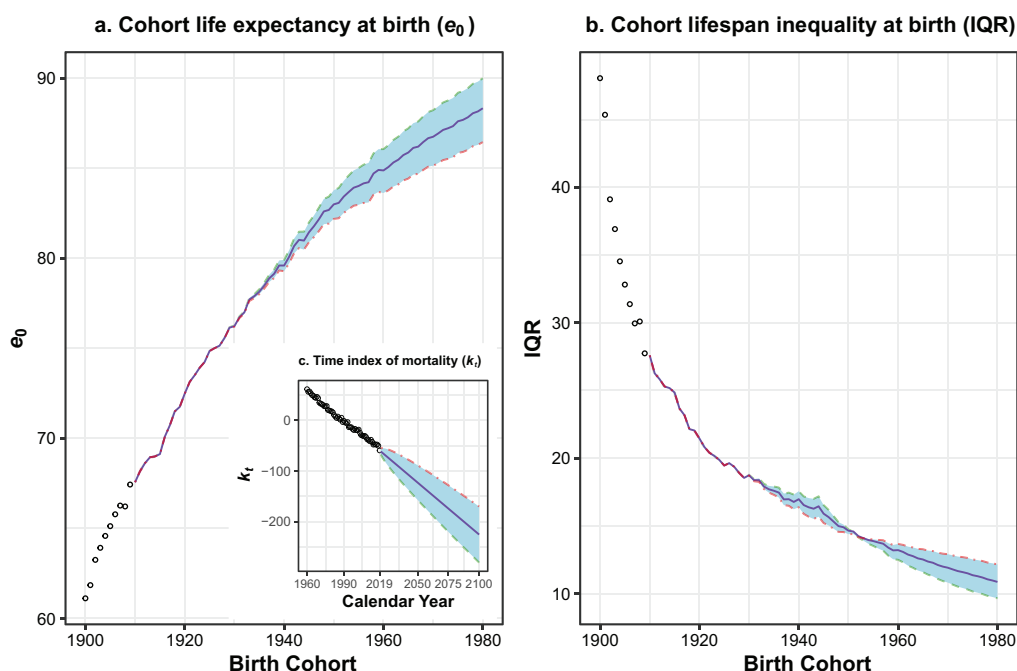 a. Cohort life expectancy at birth (e0 )
90
80
70
60
e0
1900 1920 1940 1960 1980
Birth Cohort
c. Time index of mortality (kt)
0
−100
−200
kt
1960 1990 2019 2050 2075 2100
Calendar Year
b. Cohort lifespan inequality at birth (IQR)
40
30
20
10
IQR
1900 1920 1940 1960 1980
Birth Cohort